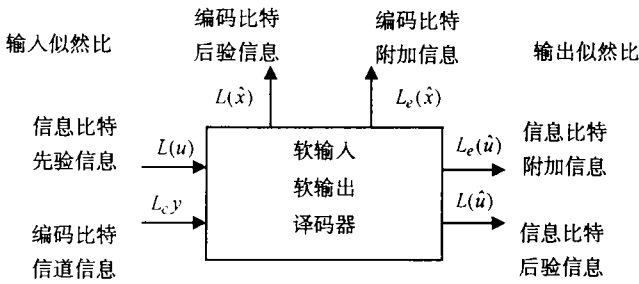 编码比特
后验信息
编码比特
附加信息
输入似然比
输出似然比
L(x̂)
L_e(x̂)
信息比特
先验信息
L(u)
软输入
软输出
译码器
L_e(û)
信息比特
附加信息
L_c y
编码比特
信道信息
L(û)
信息比特
后验信息